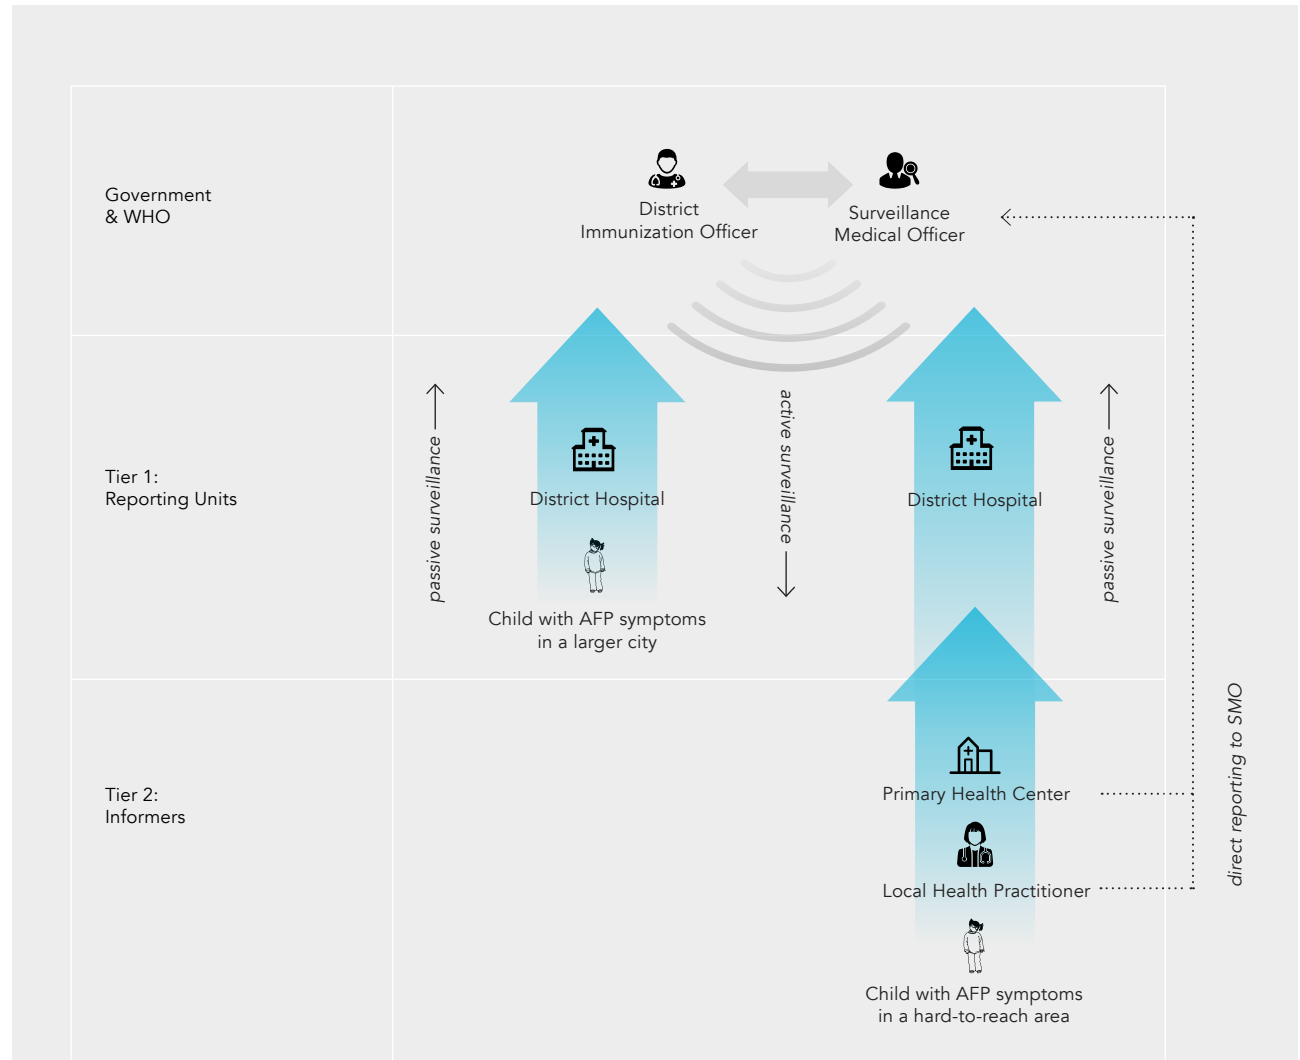 Government
& WHO
District
Immunization Officer
Surveillance
Medical Officer
Tier 1:
Reporting Units
passive surveillance
District Hospital
Child with AFP symptoms
in a larger city
active surveillance
District Hospital
passive surveillance
Tier 2:
Informers
Primary Health Center
Local Health Practitioner
Child with AFP symptoms
in a hard-to-reach area
direct reporting to SMO